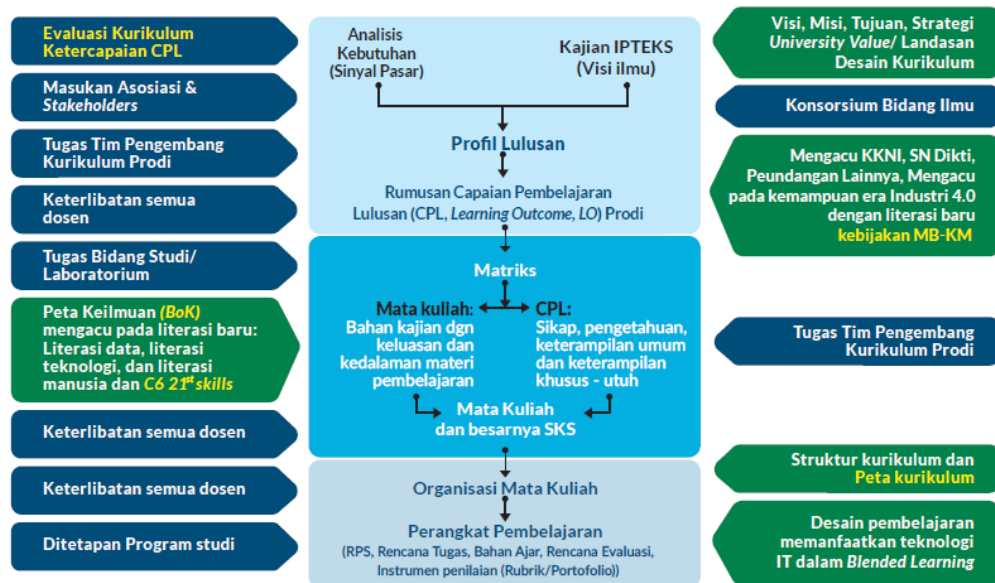 Evaluasi Kurikulum
Ketercapaian CPL
Masukan Asosiasi &
Stakeholders
Tugas Tim Pengembang
Kurikulum Prodi
Keterlibatan semua
dosen
Tugas Bidang Studi/
Laboratorium
Peta Keilmuan (BoK)
mengacu pada literasi baru:
Literasi data, literasi
teknologi, dan literasi
manusia dan C6 21st skills
Keterlibatan semua dosen
Keterlibatan semua dosen
Ditetapan Program studi
Analisis
Kebutuhan
(Sinyal Pasar)
Kajian IPTEKS
(Visi ilmu)
Profil Lulusan
Rumusan Capaian Pembelajaran
Lulusan (CPL, Learning Outcome, LO) Prodi
Matriks
Mata kuliah:
Bahan kajian dgn
keluasan dan
kedalaman materi
pembelajaran
CPL:
Sikap, pengetahuan,
keterampilan umum
dan keterampilan
khusus - utuh
Mata Kuliah
dan besarnya SKS
Organisasi Mata Kuliah
Perangkat Pembelajaran
(RPS, Rencana Tugas, Bahan Ajar, Rencana Evaluasi,
Instrumen penilaian (Rubrik/Portofolio))
Visi, Misi, Tujuan, Strategi
University Value/ Landasan
Desain Kurikulum
Konsorsium Bidang Ilmu
Mengacu KKNI, SN Dikti,
Peundangan Lainnya, Mengacu
pada kemampuan era Industri 4.0
dengan literasi baru
kebijakan MB-KM
Tugas Tim Pengembang
Kurikulum Prodi
Struktur kurikulum dan
Peta kurikulum
Desain pembelajaran
memanfaatkan teknologi
IT dalam Blended Learning